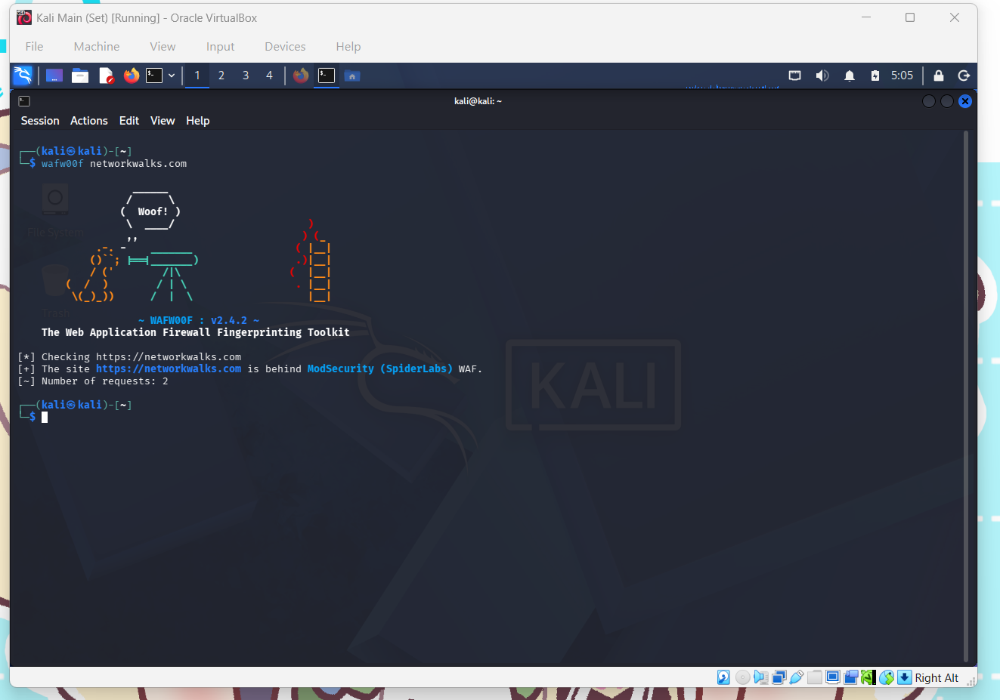 Kali Main (Set) [Running] - Oracle VirtualBox
File Machine View Input Devices Help
1 2 3 4 5:05
kali@kali: ~
Session Actions Edit View Help
┌──(kali㉿kali)-[~]
└─$ wafw00f networkwalks.com
Woof!
File System
Trash
~ WAFW00F : v2.4.2 ~
The Web Application Firewall Fingerprinting Toolkit
[*] Checking https://networkwalks.com
[+] The site https://networkwalks.com is behind ModSecurity (SpiderLabs) WAF.
[~] Number of requests: 2
┌──(kali㉿kali)-[~]
└─$
KALI
Right Alt